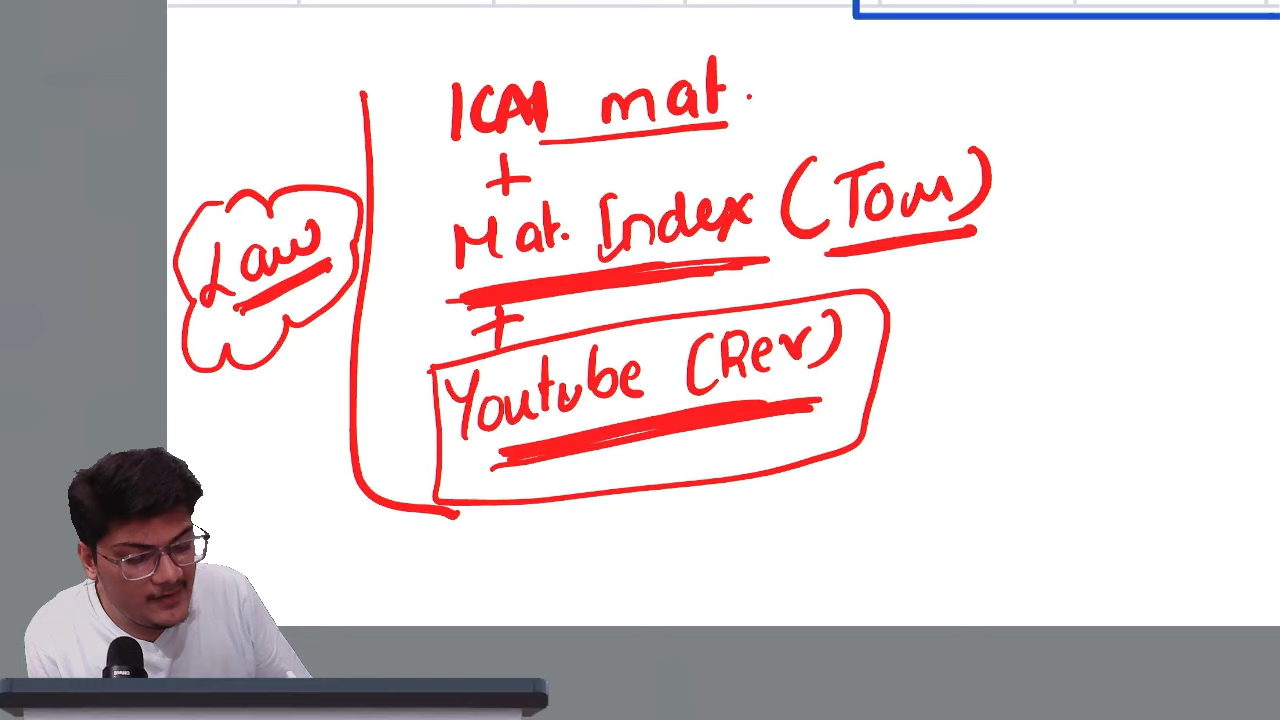 ICAI mat.
+
Mat. Index (Tom)
Law
+
Youtube (Rev)